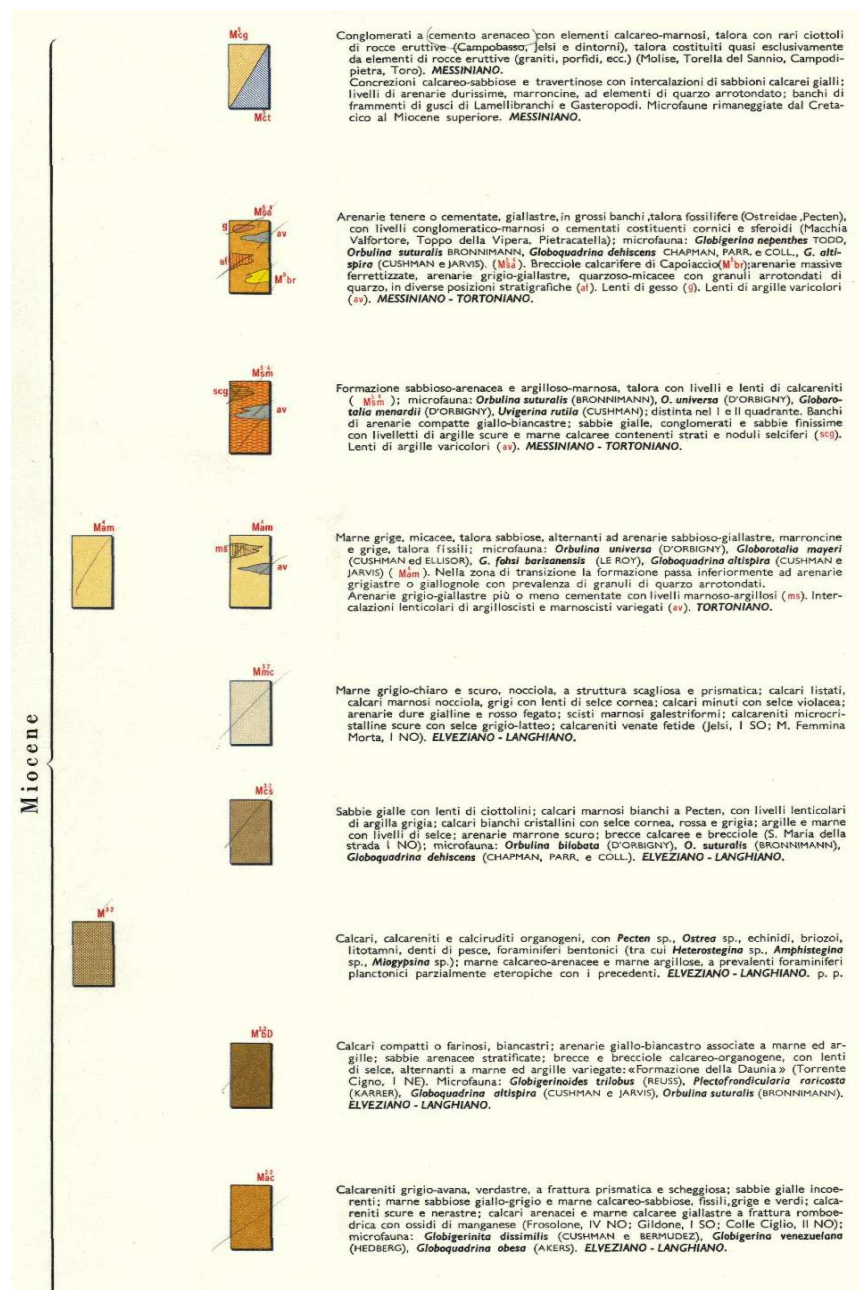 M⁵cg
Conglomerati a cemento arenaceo con elementi calcareo-marnosi, talora con rari ciottoli
di rocce eruttive (Campobasso, Jelsi e dintorni), talora costituiti quasi esclusivamente
da elementi di rocce eruttive (graniti, porfidi, ecc.) (Molise, Torella del Sannio, Campodi-
pietra, Toro). MESSINIANO.
Concrezioni calcareo-sabbiose e travertinose con intercalazioni di sabbioni calcarei gialli;
livelli di arenarie durissime, marroncine, ad elementi di quarzo arrotondato; banchi di
frammenti di gusci di Lamellibranchi e Gasteropodi. Microfaune rimaneggiate dal Creta-
cico al Miocene superiore. MESSINIANO.
M⁵ct
M⁵⁻⁴sa
g
av
af
M⁵br
Arenarie tenere o cementate, giallastre, in grossi banchi ,talora fossilifere (Ostreidae ,Pecten),
con livelli conglomeratico-marnosi o cementati costituenti cornici e sferoidi (Macchia
Valfortore, Toppo della Vipera, Pietracatella); microfauna: Globigerina nepenthes TODD,
Orbulina suturalis BRONNIMANN, Globoquadrina dehiscens CHAPMAN, PARR. e COLL., G. alti-
spira (CUSHMAN e JARVIS). (M⁵⁻⁴sa). Brecciole calcarifere di Capoiaccio(M⁵br);arenarie massive
ferrettizzate, arenarie grigio-giallastre, quarzoso-micacee con granuli arrotondati di
quarzo, in diverse posizioni stratigrafiche (af). Lenti di gesso (g). Lenti di argille varicolori
(av). MESSINIANO - TORTONIANO.
M⁵⁻⁴sm
scg
av
Formazione sabbioso-arenacea e argilloso-marnosa, talora con livelli e lenti di calcareniti
( M⁵⁻⁴sm ); microfauna: Orbulina suturalis (BRONNIMANN), O. universa (D'ORBIGNY), Globoro-
talia menardii (D'ORBIGNY), Uvigerina rutila (CUSHMAN); distinta nel I e II quadrante. Banchi
di arenarie compatte giallo-biancastre; sabbie gialle, conglomerati e sabbie finissime
con livelletti di argille scure e marne calcaree contenenti strati e noduli selciferi (scg).
Lenti di argille varicolori (av). MESSINIANO - TORTONIANO.
M⁴am
M⁴am
ms
av
Marne grige, micacee, talora sabbiose, alternanti ad arenarie sabbioso-giallastre, marroncine
e grige, talora fissili; microfauna: Orbulina universa (D'ORBIGNY), Globorotalia mayeri
(CUSHMAN ed ELLISOR), G. fohsi barisanensis (LE ROY), Globoquadrina altispira (CUSHMAN e
JARVIS) ( M⁴am ). Nella zona di transizione la formazione passa inferiormente ad arenarie
grigiastre o giallognole con prevalenza di granuli di quarzo arrotondati.
Arenarie grigio-giallastre più o meno cementate con livelli marnoso-argillosi (ms). Inter-
calazioni lenticolari di argilloscisti e marnoscisti variegati (av). TORTONIANO.
M³⁻²mc
Marne grigio-chiaro e scuro, nocciola, a struttura scagliosa e prismatica; calcari listati,
calcari marnosi nocciola, grigi con lenti di selce cornea; calcari minuti con selce violacea;
arenarie dure gialline e rosso fegato; scisti marnosi galestriformi; calcareniti microcri-
stalline scure con selce grigio-latteo; calcareniti venate fetide (Jelsi, I SO; M. Femmina
Morta, I NO). ELVEZIANO - LANGHIANO.
Miocene
M³⁻²cs
Sabbie gialle con lenti di ciottolini; calcari marnosi bianchi a Pecten, con livelli lenticolari
di argilla grigia; calcari bianchi cristallini con selce cornea, rossa e grigia; argille e marne
con livelli di selce; arenarie marrone scuro; brecce calcaree e brecciole (S. Maria della
strada I NO); microfauna: Orbulina bilobata (D'ORBIGNY), O. suturalis (BRONNIMANN),
Globoquadrina dehiscens (CHAPMAN, PARR. e COLL.). ELVEZIANO - LANGHIANO.
M³⁻²
Calcari, calcareniti e calciruditi organogeni, con Pecten sp., Ostrea sp., echinidi, briozoi,
litotamni, denti di pesce, foraminiferi bentonici (tra cui Heterostegina sp., Amphistegina
sp., Miogypsina sp.); marne calcareo-arenacee e marne argillose, a prevalenti foraminiferi
planctonici parzialmente eteropiche con i precedenti. ELVEZIANO - LANGHIANO. p. p.
M³⁻²bD
Calcari compatti o farinosi, biancastri; arenarie giallo-biancastro associate a marne ed ar-
gille; sabbie arenacee stratificate; brecce e brecciole calcareo-organogene, con lenti
di selce, alternanti a marne ed argille variegate: «Formazione della Daunia» (Torrente
Cigno, I NE). Microfauna: Globigerinoides trilobus (REUSS), Plectofrondicularia raricosta
(KARRER), Globoquadrina altispira (CUSHMAN e JARVIS), Orbulina suturalis (BRONNIMANN).
ELVEZIANO - LANGHIANO.
M³⁻²ac
Calcareniti grigio-avana, verdastre, a frattura prismatica e scheggiosa; sabbie gialle incoe-
renti; marne sabbiose giallo-grigio e marne calcareo-sabbiose, fissili,grige e verdi; calca-
reniti scure e nerastre; calcari arenacei e marne calcaree giallastre a frattura romboe-
drica con ossidi di manganese (Frosolone, IV NO; Gildone, I SO; Colle Ciglio, II NO);
microfauna: Globigerinita dissimilis (CUSHMAN e BERMUDEZ), Globigerina venezuelana
(HEDBERG), Globoquadrina obesa (AKERS). ELVEZIANO - LANGHIANO.